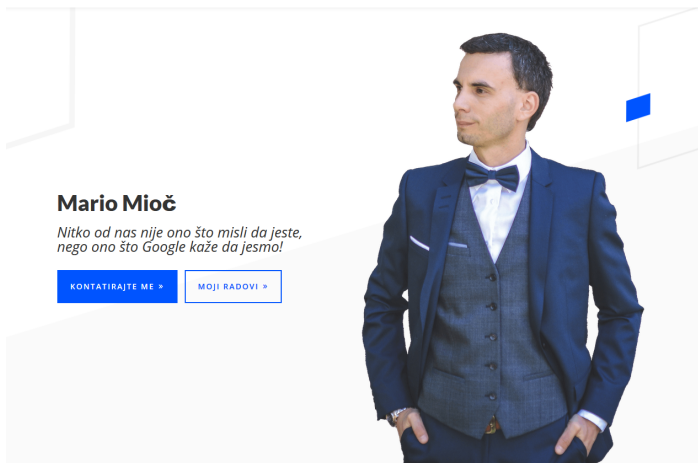 Mario Mioč
Nitko od nas nije ono što misli da jeste,
nego ono što Google kaže da jesmo!
KONTATIRAJTE ME »
MOJI RADOVI »